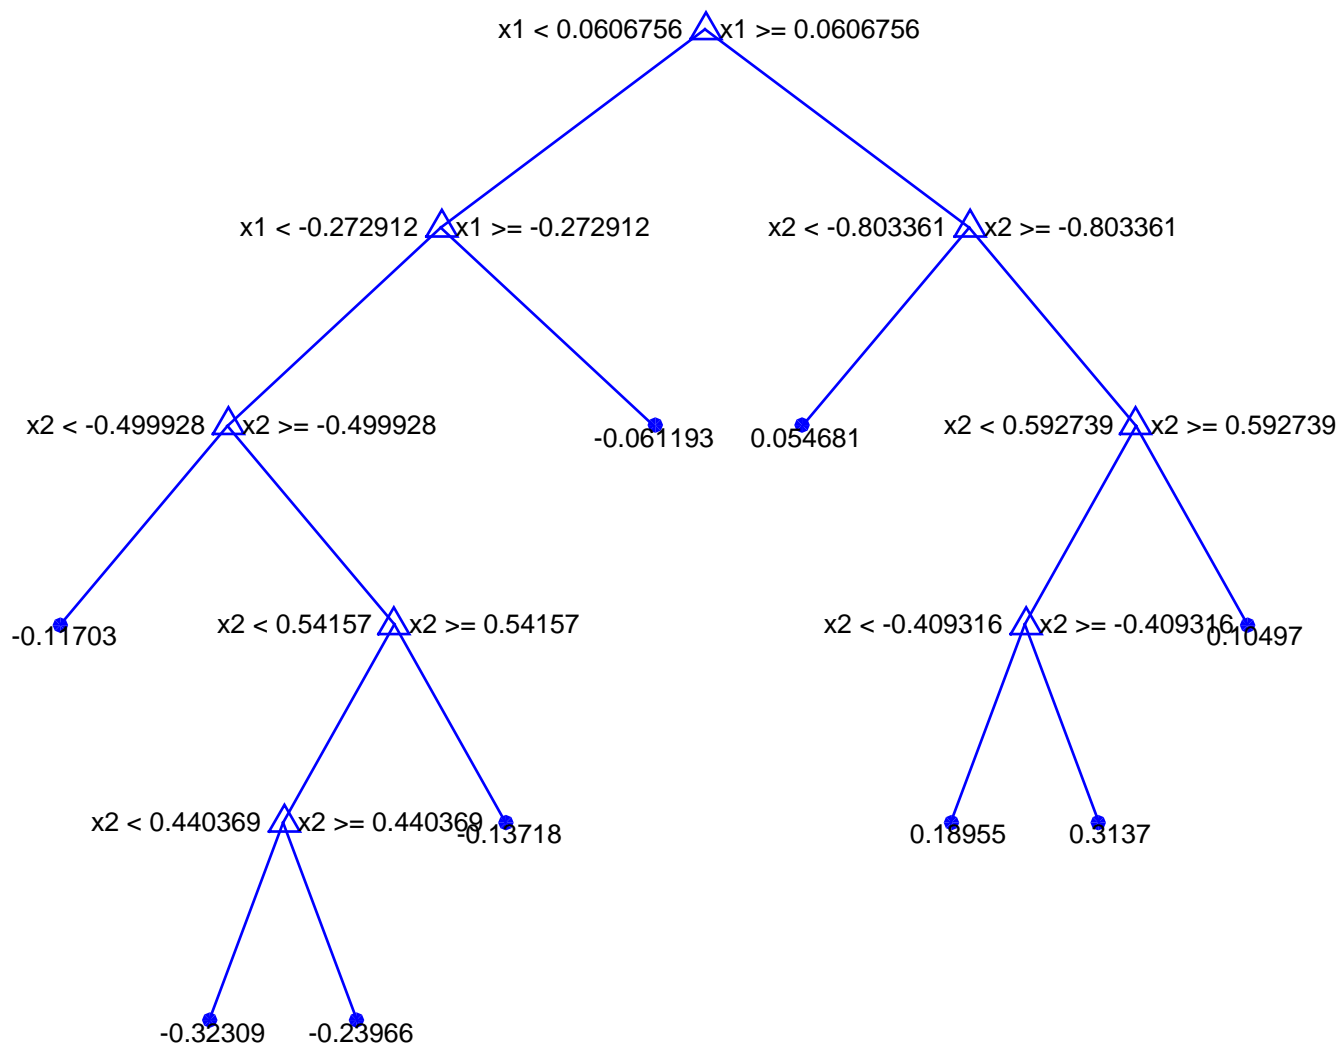 x1 < 0.0606756 x1 >= 0.0606756
x1 < -0.272912 x1 >= -0.272912 x2 < -0.803361 x2 >= -0.803361
x2 < -0.499928 x2 >= -0.499928 -0.061193 0.054681 x2 < 0.592739 x2 >= 0.592739
-0.11703 x2 < 0.54157 x2 >= 0.54157 x2 < -0.409316 x2 >= -0.409316 0.10497
x2 < 0.440369 x2 >= 0.440369 -0.13718 0.18955 0.3137
-0.32309 -0.23966